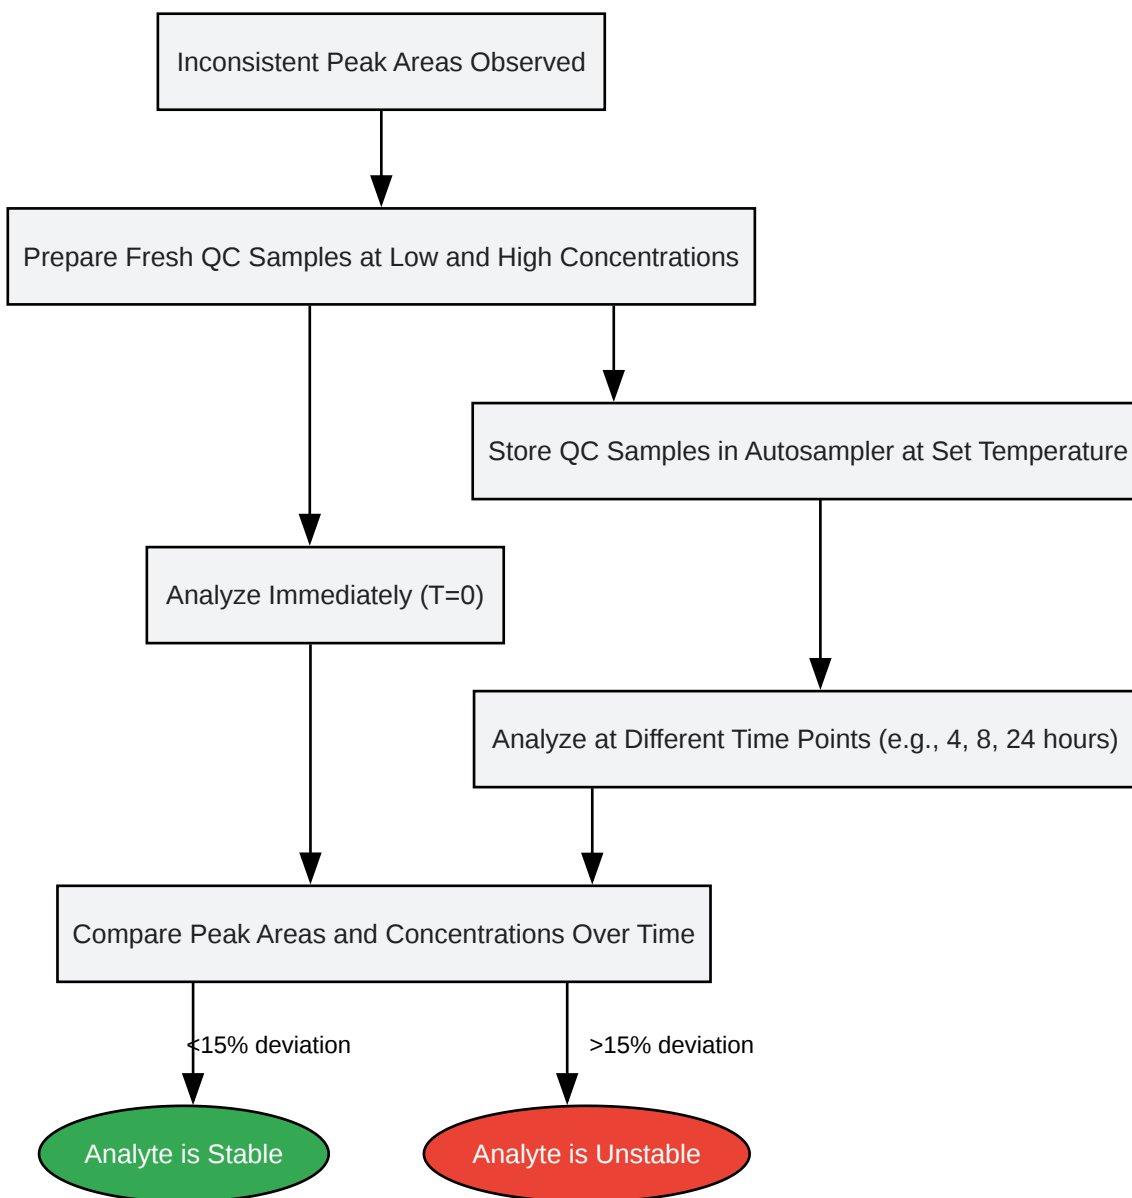 Inconsistent Peak Areas Observed
Prepare Fresh QC Samples at Low and High Concentrations
Store QC Samples in Autosampler at Set Temperature
Analyze Immediately (T=0)
Analyze at Different Time Points (e.g., 4, 8, 24 hours)
Compare Peak Areas and Concentrations Over Time
<15% deviation
>15% deviation
Analyte is Stable
Analyte is Unstable